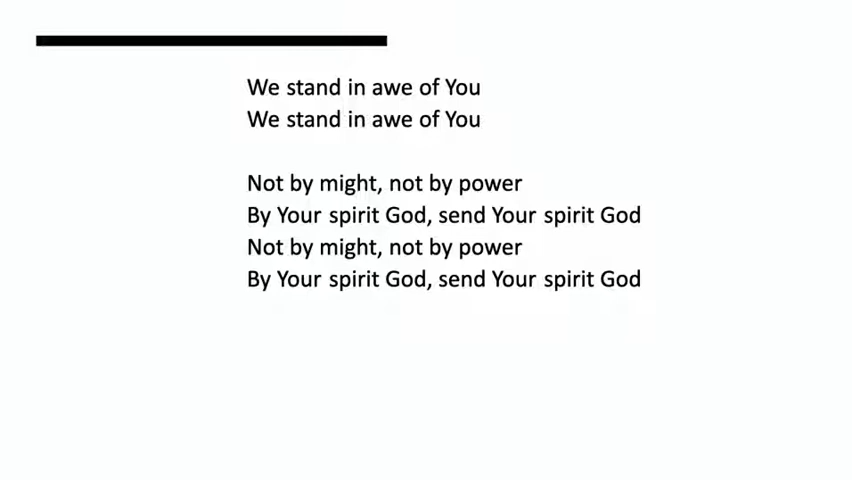 We stand in awe of You
We stand in awe of You
Not by might, not by power
By Your spirit God, send Your spirit God
Not by might, not by power
By Your spirit God, send Your spirit God